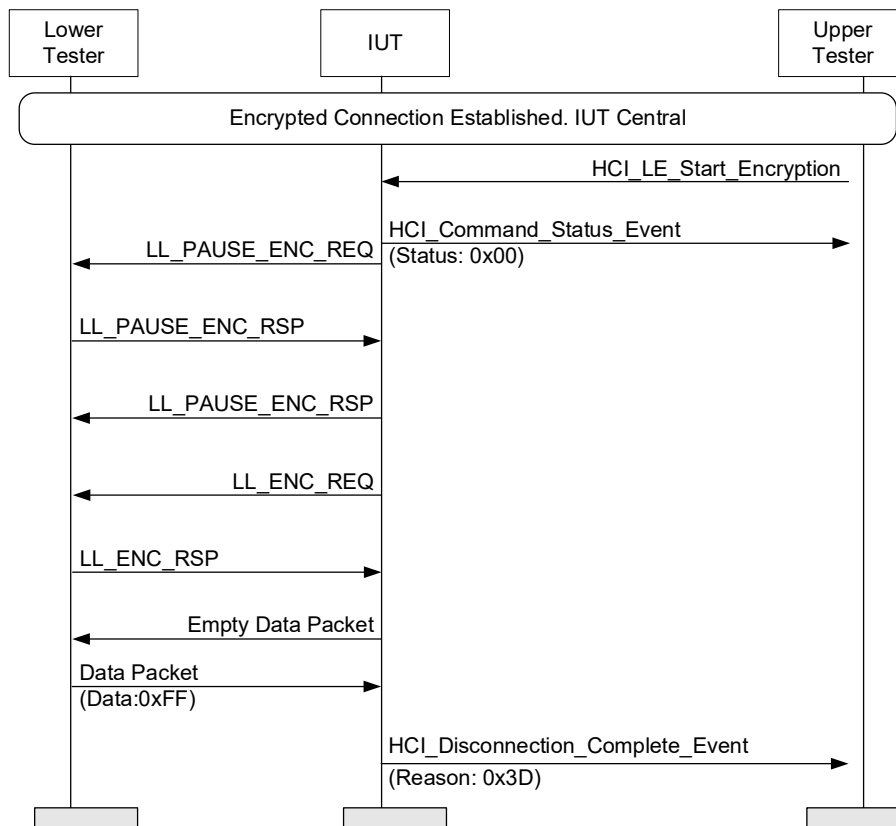 Lower
Tester
IUT
Upper
Tester
Encrypted Connection Established. IUT Central
HCI_LE_Start_Encryption
HCI_Command_Status_Event
(Status: 0x00)
LL_PAUSE_ENC_REQ
LL_PAUSE_ENC_RSP
LL_PAUSE_ENC_RSP
LL_ENC_REQ
LL_ENC_RSP
Empty Data Packet
Data Packet
(Data:0xFF)
HCI_Disconnection_Complete_Event
(Reason: 0x3D)